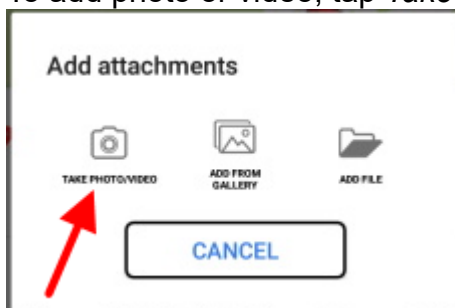 To add photo or video, tap Take
Add attachments
TAKE PHOTO/VIDEO
ADD FROM
GALLERY
ADD FILE
CANCEL